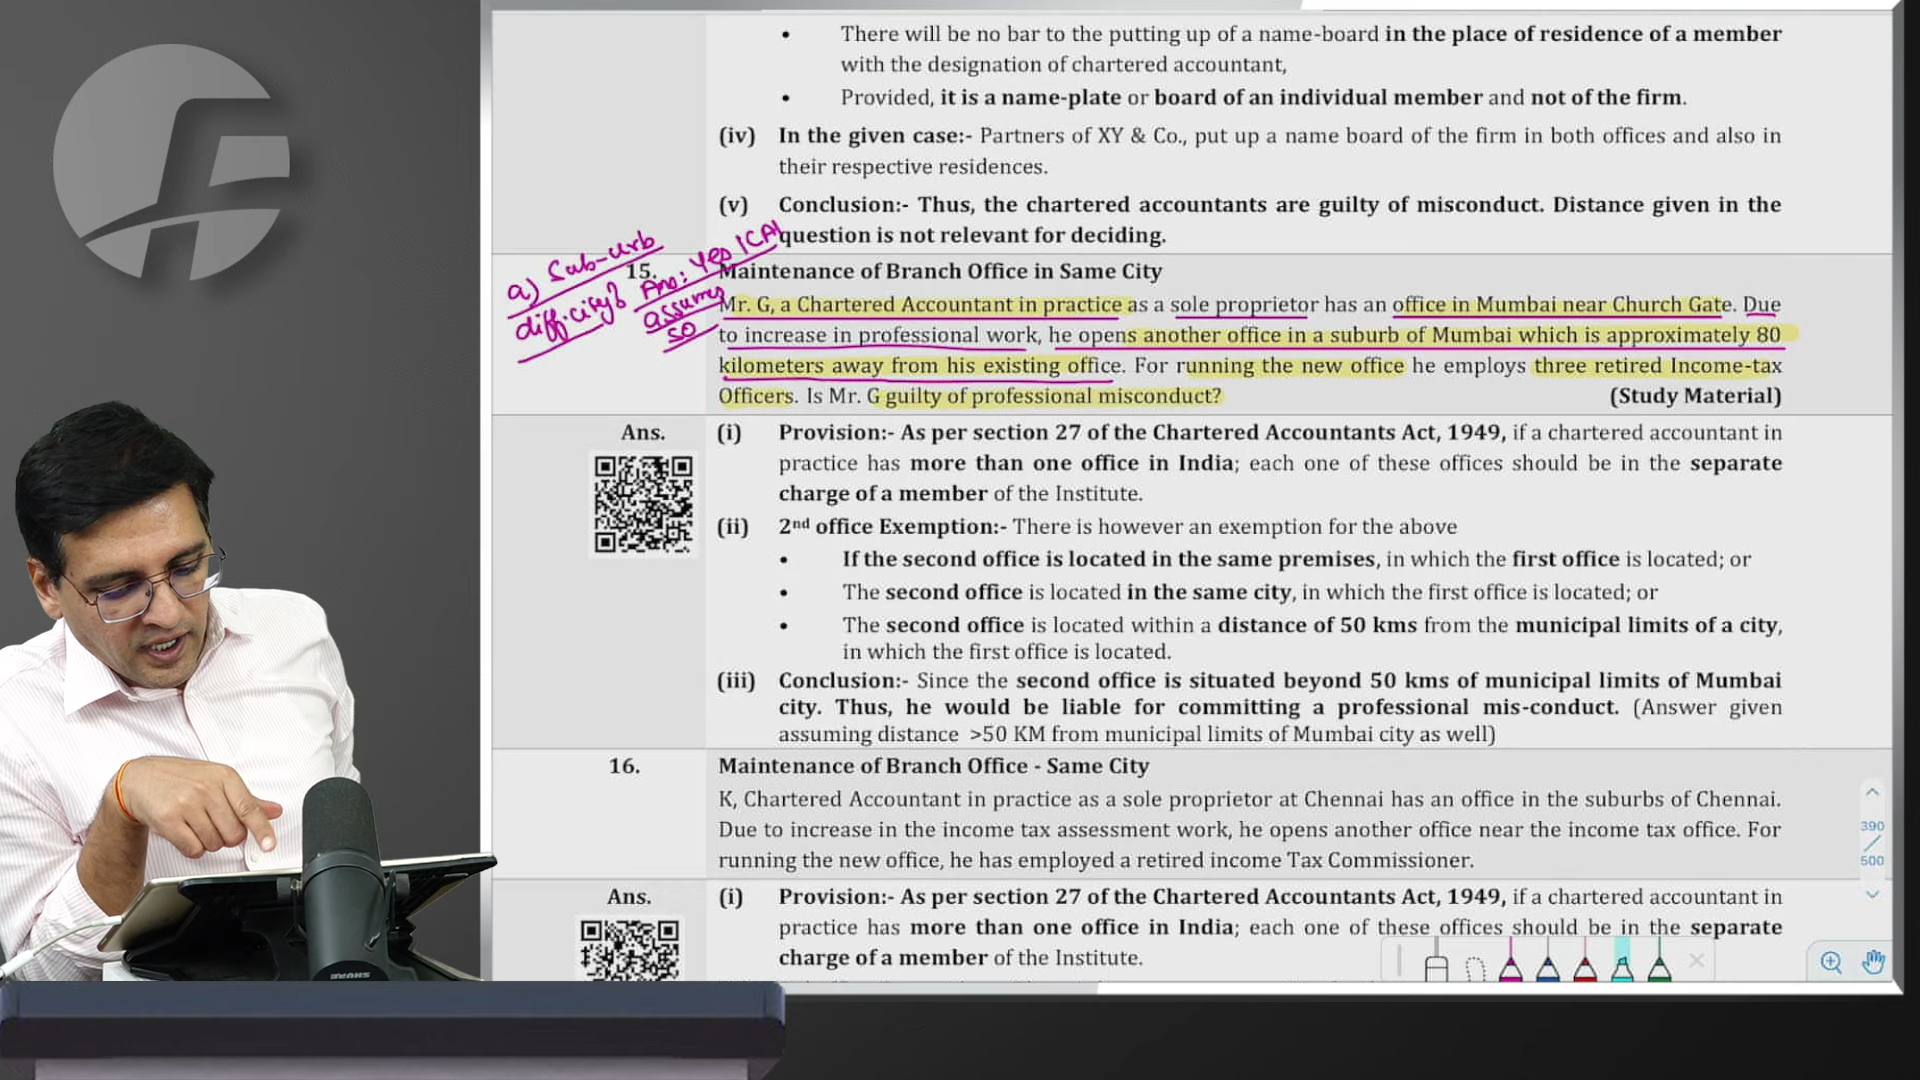 • There will be no bar to the putting up of a name-board in the place of residence of a member
with the designation of chartered accountant,
• Provided, it is a name-plate or board of an individual member and not of the firm.
(iv) In the given case:- Partners of XY & Co., put up a name board of the firm in both offices and also in
their respective residences.
(v) Conclusion:- Thus, the chartered accountants are guilty of misconduct. Distance given in the
question is not relevant for deciding.
a) Sub-urb
diff. city?
Ans: Yes ICAI
assumes
so
15. Maintenance of Branch Office in Same City
Mr. G, a Chartered Accountant in practice as a sole proprietor has an office in Mumbai near Church Gate. Due
to increase in professional work, he opens another office in a suburb of Mumbai which is approximately 80
kilometers away from his existing office. For running the new office he employs three retired Income-tax
Officers. Is Mr. G guilty of professional misconduct? (Study Material)
Ans. (i) Provision:- As per section 27 of the Chartered Accountants Act, 1949, if a chartered accountant in
practice has more than one office in India; each one of these offices should be in the separate
charge of a member of the Institute.
(ii) 2nd office Exemption:- There is however an exemption for the above
• If the second office is located in the same premises, in which the first office is located; or
• The second office is located in the same city, in which the first office is located; or
• The second office is located within a distance of 50 kms from the municipal limits of a city,
in which the first office is located.
(iii) Conclusion:- Since the second office is situated beyond 50 kms of municipal limits of Mumbai
city. Thus, he would be liable for committing a professional mis-conduct. (Answer given
assuming distance >50 KM from municipal limits of Mumbai city as well)
16. Maintenance of Branch Office - Same City
K, Chartered Accountant in practice as a sole proprietor at Chennai has an office in the suburbs of Chennai.
Due to increase in the income tax assessment work, he opens another office near the income tax office. For
running the new office, he has employed a retired income Tax Commissioner.
Ans. (i) Provision:- As per section 27 of the Chartered Accountants Act, 1949, if a chartered accountant in
practice has more than one office in India; each one of these offices should be in the separate
charge of a member of the Institute.
390
/
500
SHURE